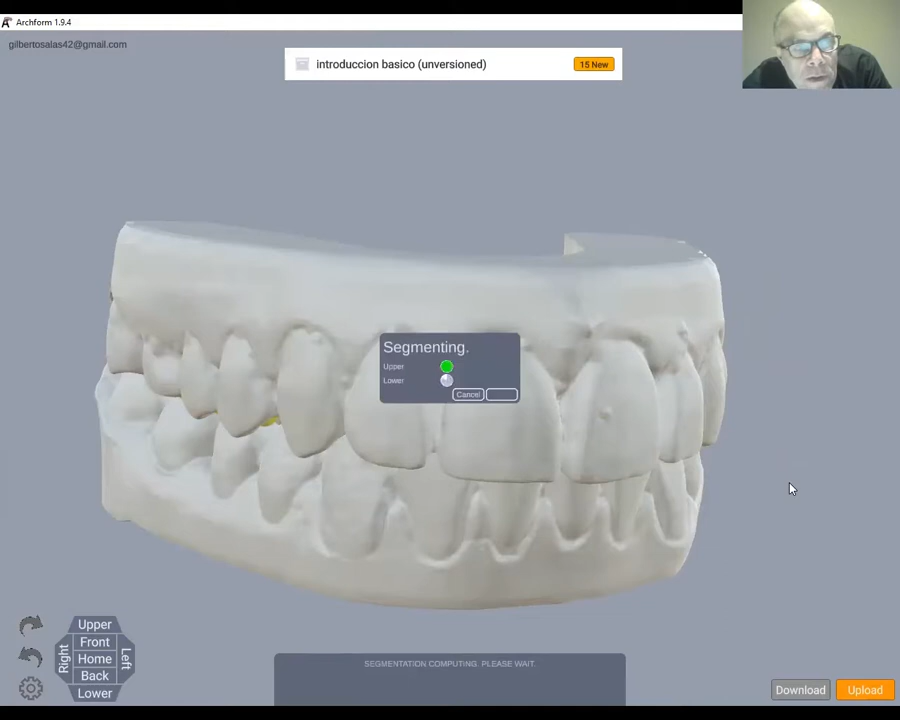 Archform 1.9.4
gilbertosalas42@gmail.com
introduccion basico (unversioned)
15 New
Segmenting.
Upper
Lower
Cancel
SEGMENTATION COMPUTING. PLEASE WAIT.
Upper
Front
Right
Home
Left
Back
Lower
Download
Upload